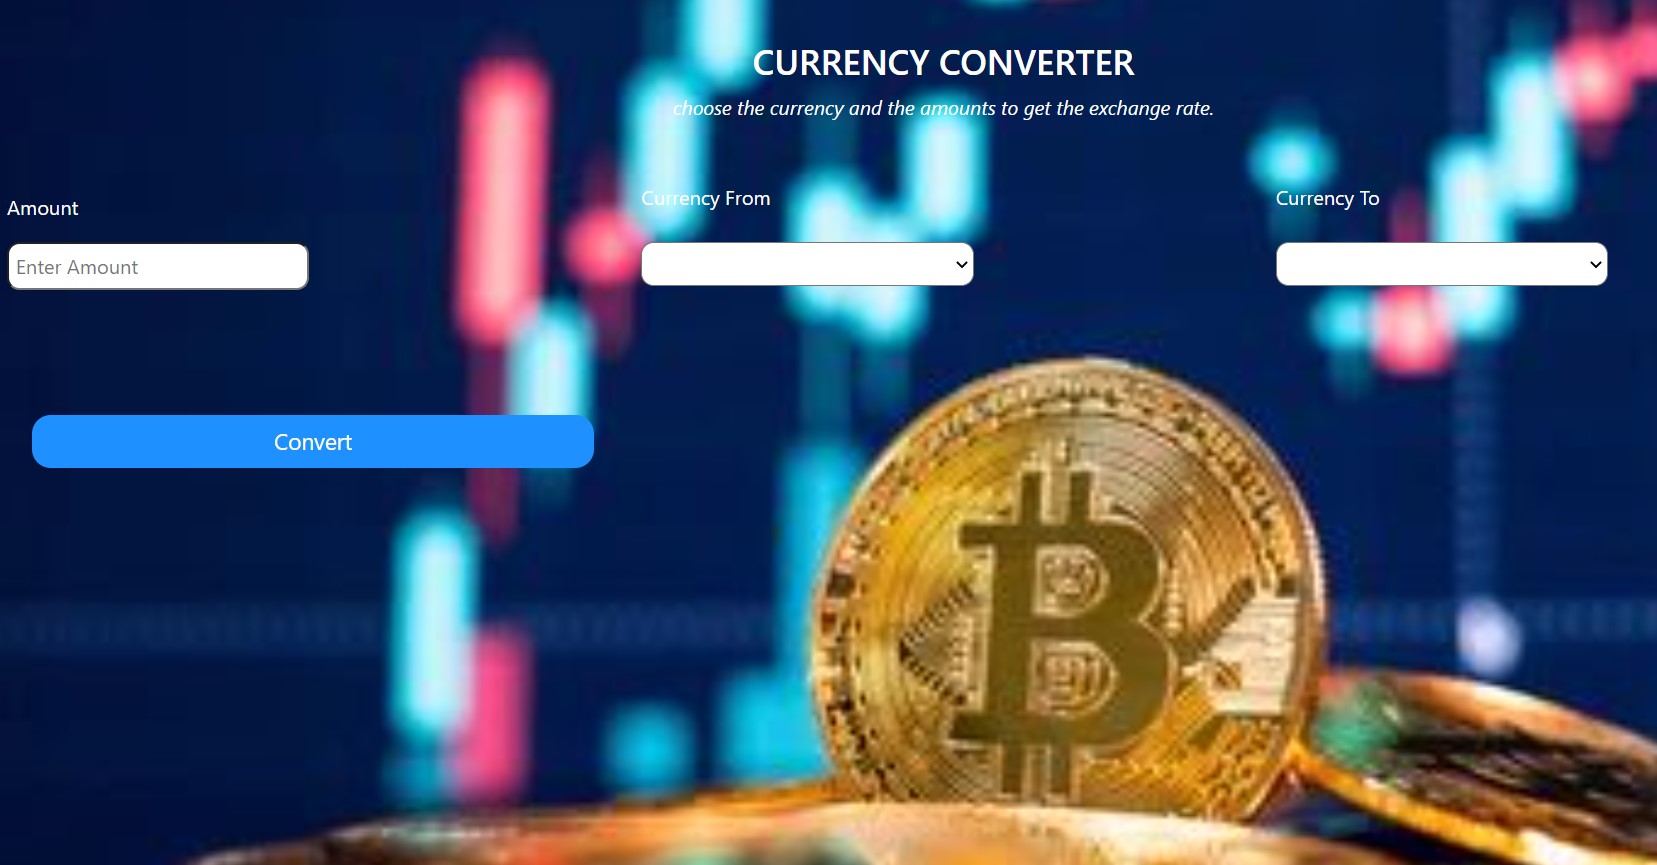 CURRENCY CONVERTER
choose the currency and the amounts to get the exchange rate.
Amount
Currency From
Currency To
Enter Amount
Convert